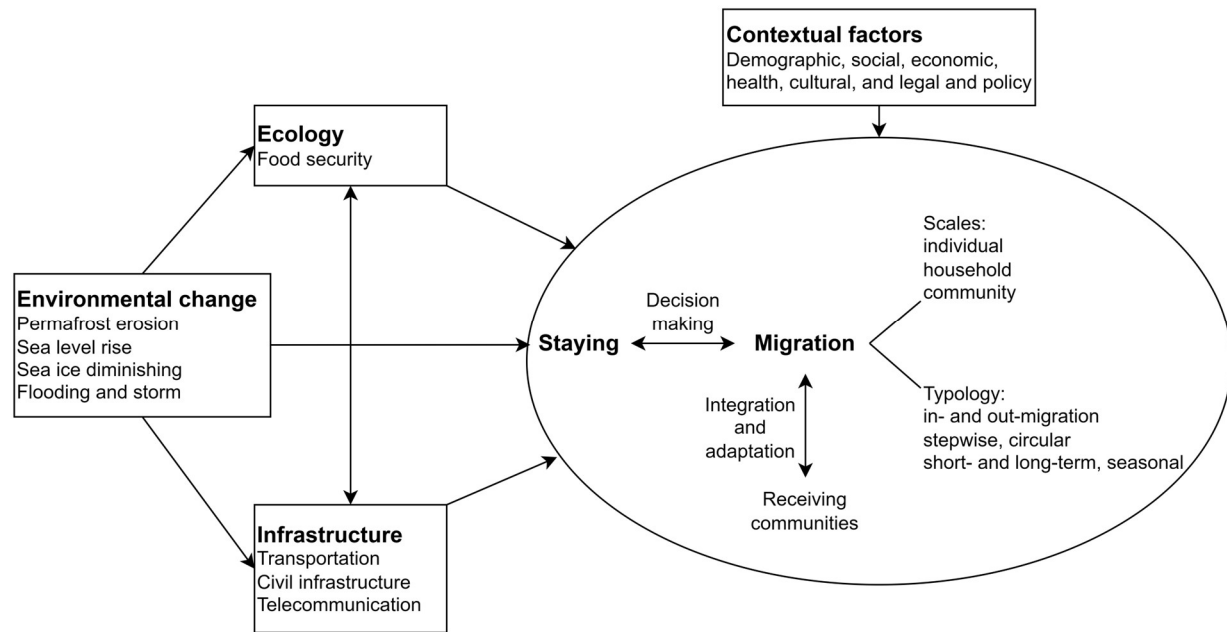 Contextual factors
Demographic, social, economic,
health, cultural, and legal and policy
Ecology
Food security
Environmental change
Permafrost erosion
Sea level rise
Sea ice diminishing
Flooding and storm
Infrastructure
Transportation
Civil infrastructure
Telecommunication
Staying
Decision
making
Migration
Scales:
individual
household
community
Typology:
in- and out-migration
stepwise, circular
short- and long-term, seasonal
Integration
and
adaptation
Receiving
communities